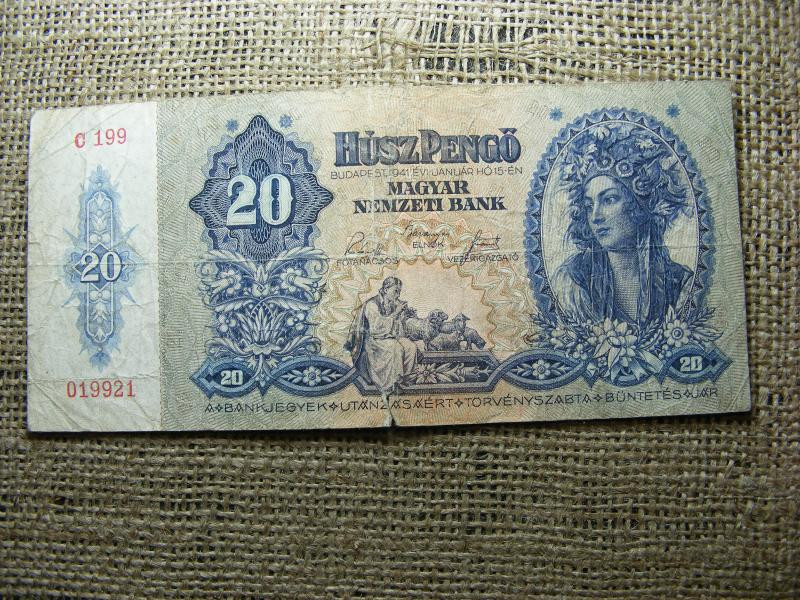 C 199
20
019921
20
HÚSZ PENGŐ
BUDAPEST, 1941. ÉVI JANUÁR HÓ 15-ÉN
MAGYAR
NEMZETI BANK
ELNÖK
FŐTANÁCSOS VEZÉRIGAZGATÓ
20 20
A · BANKJEGYEK · UTÁNZÁSAÉRT · TÖRVÉNYSZABTA · BÜNTETÉS JÁR